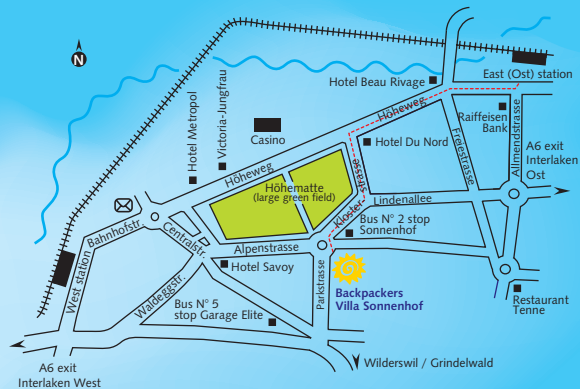 N
Hotel Beau Rivage
East (Ost) station
Höheweg
Raiffeisen
Bank
Allmendstrasse
A6 exit
Interlaken
Ost
Freiestrasse
Hotel Du Nord
Hotel Metropol
Victoria-Jungfrau
Casino
Höheweg
Höhematte
(large green field)
Kloster
strasse
Lindenallee
Bus N° 2 stop
Sonnenhof
Bahnhofstr.
Centralstr.
Alpenstrasse
Hotel Savoy
West station
Waldeggstr.
Bus N° 5
stop Garage Elite
Parkstrasse
Backpackers
Villa Sonnenhof
Restaurant
Tenne
A6 exit
Interlaken West
Wilderswil / Grindelwald